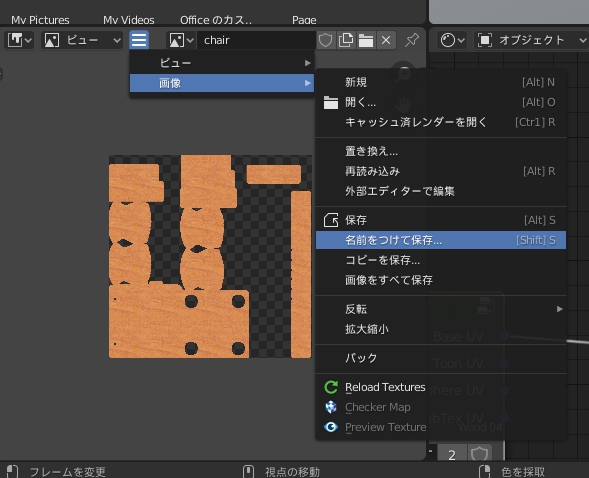 My Pictures
My Videos
Office のカス..
Page
ビュー
chair
オブジェクト
ビュー
画像
新規 [Alt] N
開く... [Alt] O
キャッシュ済レンダーを開く [Ctrl] R
置き換え...
再読み込み [Alt] R
外部エディターで編集
保存 [Alt] S
名前をつけて保存... [Shift] S
コピーを保存...
画像をすべて保存
反転
拡大縮小
パック
Reload Textures
Checker Map
Preview Texture
Base UV
Toon UV
here UV
bTex UV
Wood 04
2
フレームを変更
視点の移動
色を採取